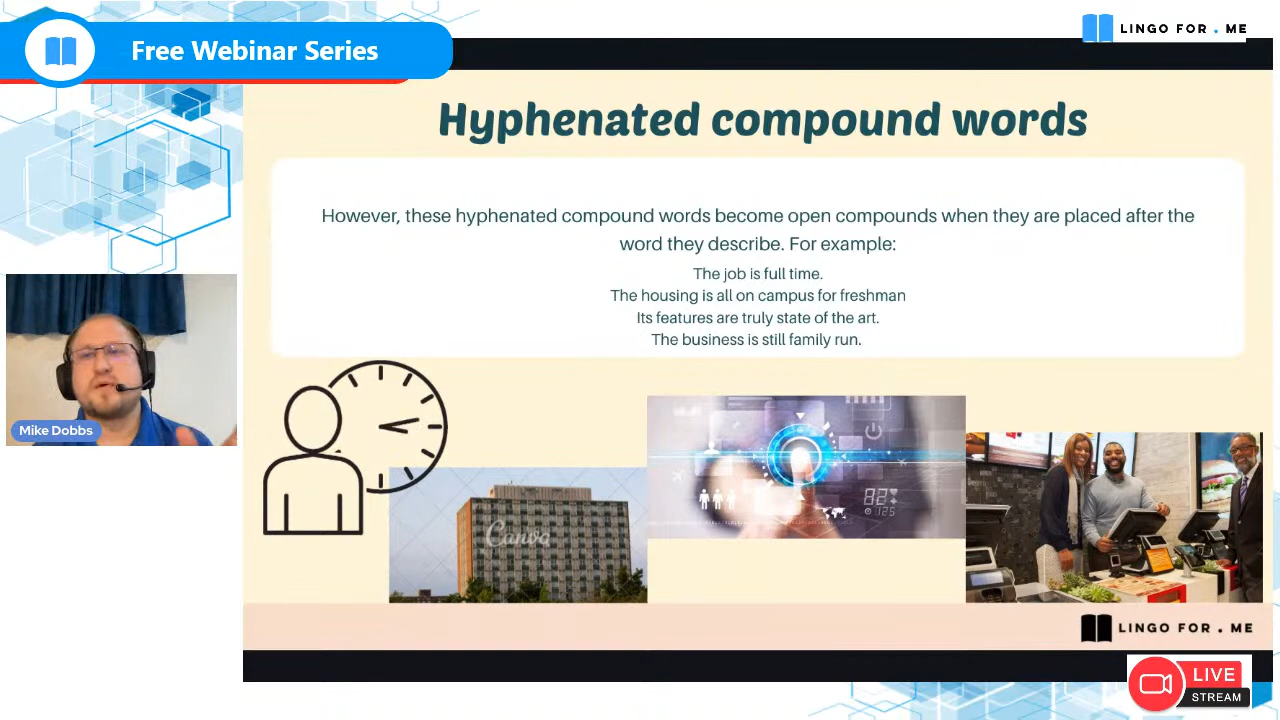 Free Webinar Series
LINGO FOR . ME
Hyphenated compound words
However, these hyphenated compound words become open compounds when they are placed after the
word they describe. For example:
The job is full time.
The housing is all on campus for freshman
Its features are truly state of the art.
The business is still family run.
Mike Dobbs
Canva
82
125
LINGO FOR . ME
LIVE
STREAM